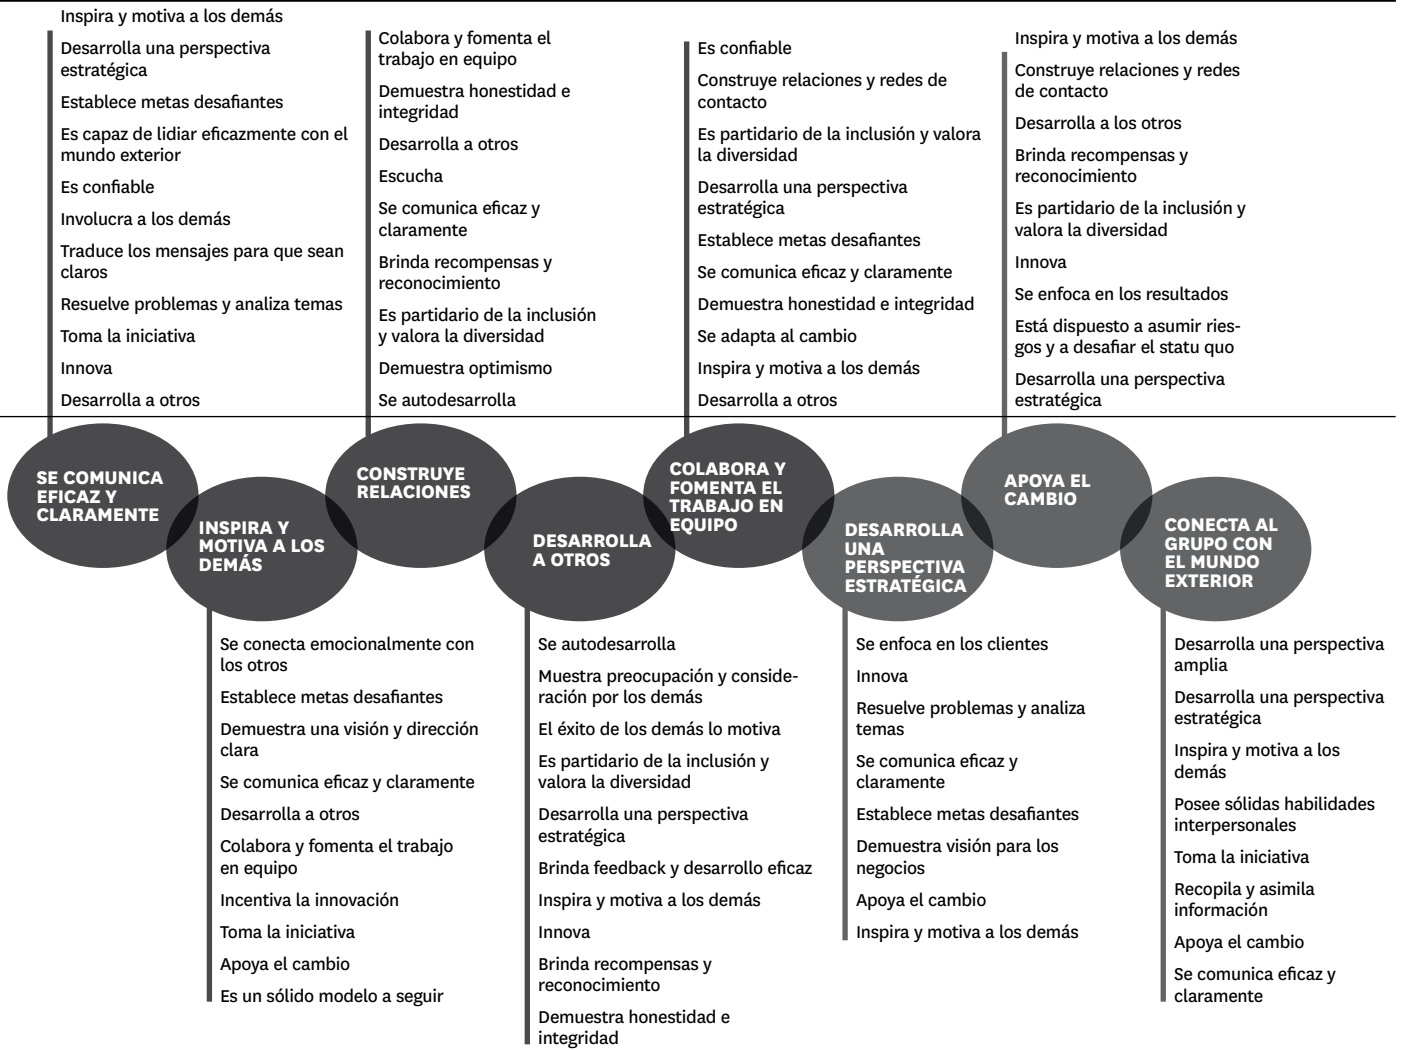 Inspira y motiva a los demás
Desarrolla una perspectiva
estratégica
Establece metas desafiantes
Es capaz de lidiar eficazmente con el
mundo exterior
Es confiable
Involucra a los demás
Traduce los mensajes para que sean
claros
Resuelve problemas y analiza temas
Toma la iniciativa
Innova
Desarrolla a otros
Colabora y fomenta el
trabajo en equipo
Demuestra honestidad e
integridad
Desarrolla a otros
Escucha
Se comunica eficaz y
claramente
Brinda recompensas y
reconocimiento
Es partidario de la inclusión
y valora la diversidad
Demuestra optimismo
Se autodesarrolla
Es confiable
Construye relaciones y redes de
contacto
Es partidario de la inclusión y valora
la diversidad
Desarrolla una perspectiva
estratégica
Establece metas desafiantes
Se comunica eficaz y claramente
Demuestra honestidad e integridad
Se adapta al cambio
Inspira y motiva a los demás
Desarrolla a otros
Inspira y motiva a los demás
Construye relaciones y redes
de contacto
Desarrolla a los otros
Brinda recompensas y
reconocimiento
Es partidario de la inclusión y
valora la diversidad
Innova
Se enfoca en los resultados
Está dispuesto a asumir ries-
gos y a desafiar el statu quo
Desarrolla una perspectiva
estratégica
SE COMUNICA
EFICAZ Y
CLARAMENTE
INSPIRA Y
MOTIVA A LOS
DEMÁS
CONSTRUYE
RELACIONES
DESARROLLA
A OTROS
COLABORA Y
FOMENTA EL
TRABAJO EN
EQUIPO
DESARROLLA
UNA
PERSPECTIVA
ESTRATÉGICA
APOYA EL
CAMBIO
CONECTA AL
GRUPO CON
EL MUNDO
EXTERIOR
Se conecta emocionalmente con
los otros
Establece metas desafiantes
Demuestra una visión y dirección
clara
Se comunica eficaz y claramente
Desarrolla a otros
Colabora y fomenta el trabajo
en equipo
Incentiva la innovación
Toma la iniciativa
Apoya el cambio
Es un sólido modelo a seguir
Se autodesarrolla
Muestra preocupación y conside-
ración por los demás
El éxito de los demás lo motiva
Es partidario de la inclusión y
valora la diversidad
Desarrolla una perspectiva
estratégica
Brinda feedback y desarrollo eficaz
Inspira y motiva a los demás
Innova
Brinda recompensas y
reconocimiento
Demuestra honestidad e
integridad
Se enfoca en los clientes
Innova
Resuelve problemas y analiza
temas
Se comunica eficaz y
claramente
Establece metas desafiantes
Demuestra visión para los
negocios
Apoya el cambio
Inspira y motiva a los demás
Desarrolla una perspectiva
amplia
Desarrolla una perspectiva
estratégica
Inspira y motiva a los
demás
Posee sólidas habilidades
interpersonales
Toma la iniciativa
Recopila y asimila
información
Apoya el cambio
Se comunica eficaz y
claramente